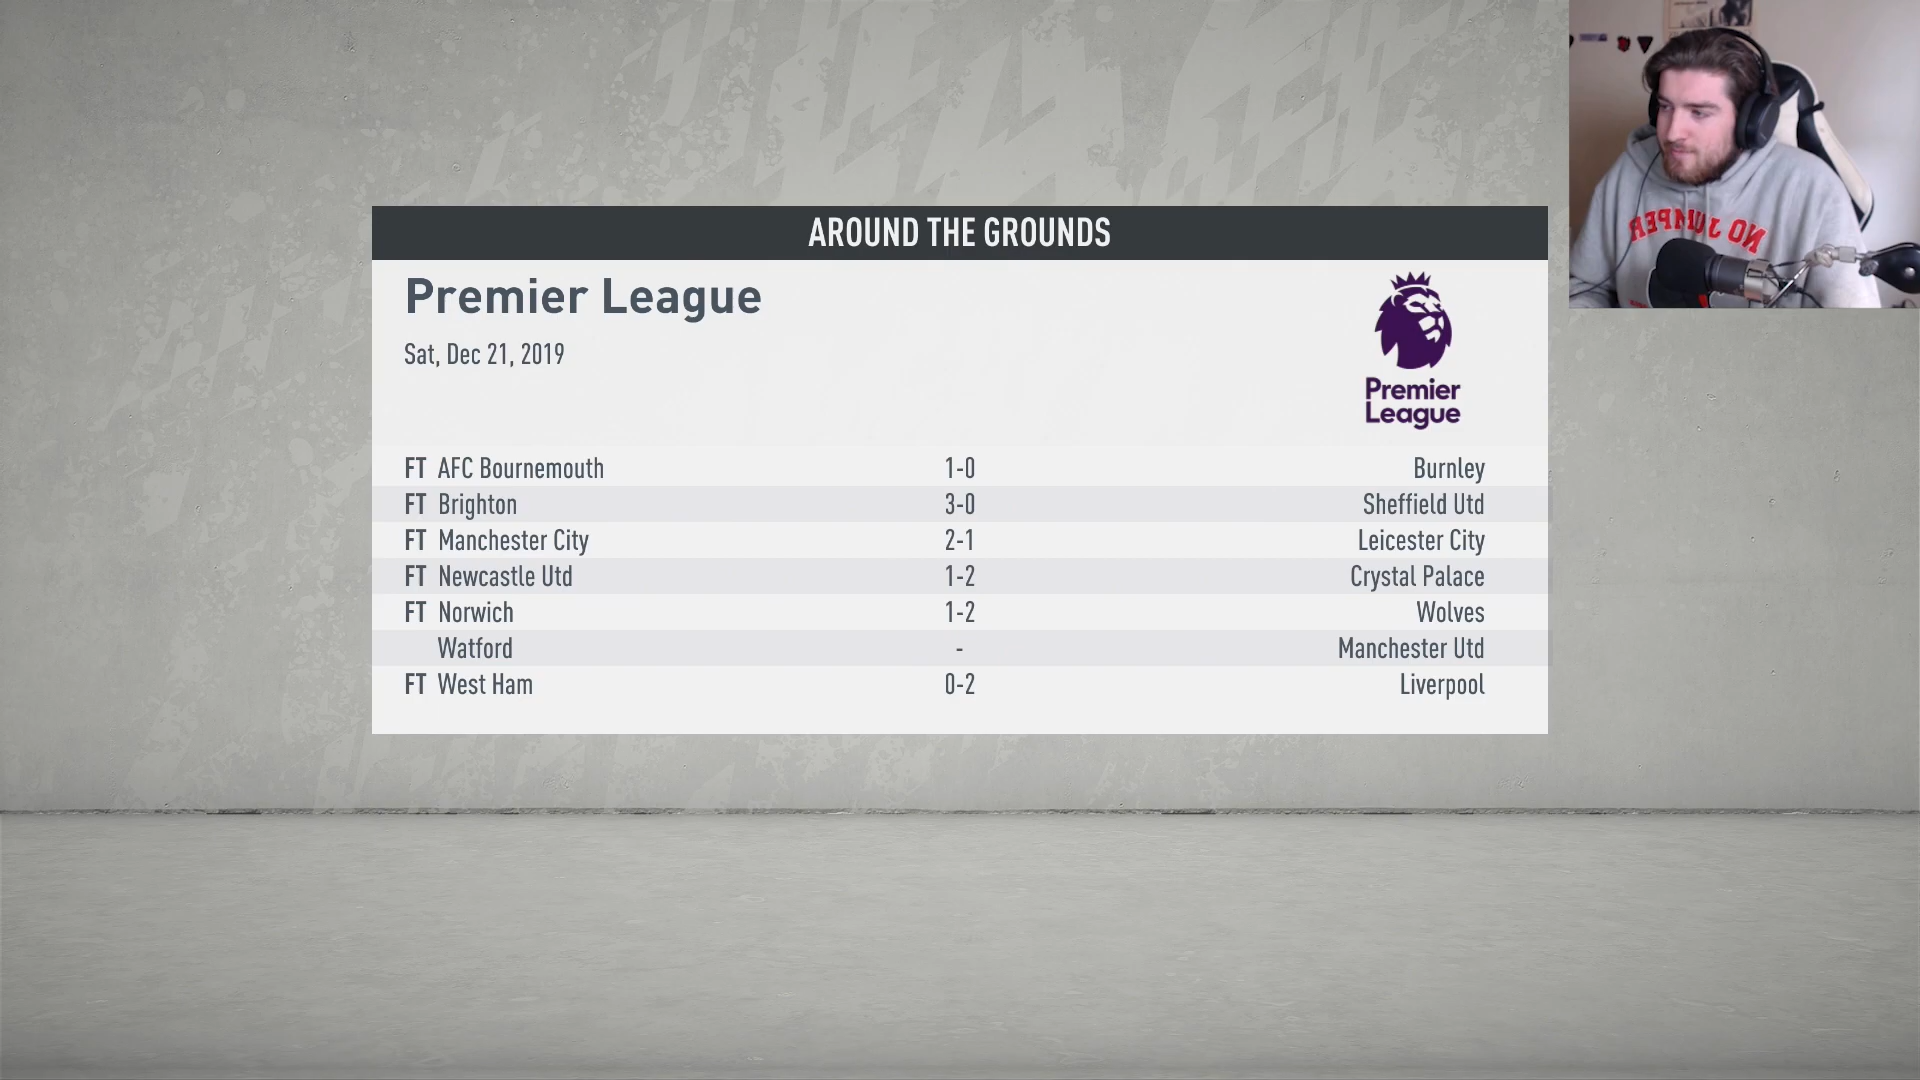 AROUND THE GROUNDS
Premier League
Sat, Dec 21, 2019
Premier
League
FT AFC Bournemouth 1-0 Burnley
FT Brighton 3-0 Sheffield Utd
FT Manchester City 2-1 Leicester City
FT Newcastle Utd 1-2 Crystal Palace
FT Norwich 1-2 Wolves
Watford - Manchester Utd
FT West Ham 0-2 Liverpool
NO JUMPER